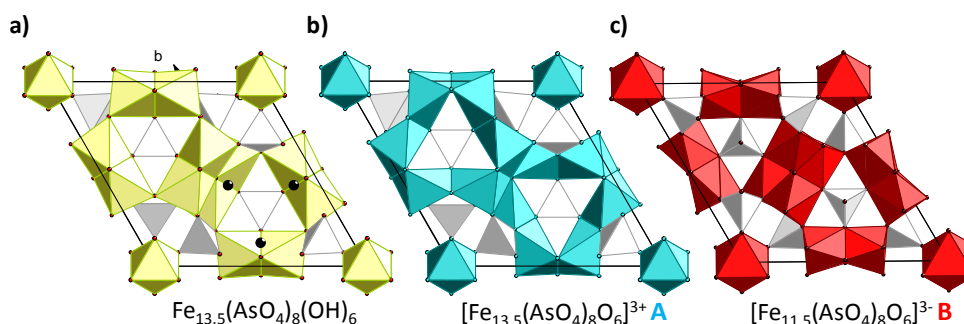 a)
b)
c)
b
Fe13.5(AsO4)8(OH)6
[Fe13.5(AsO4)8O6]3+ A
[Fe11.5(AsO4)8O6]3- B